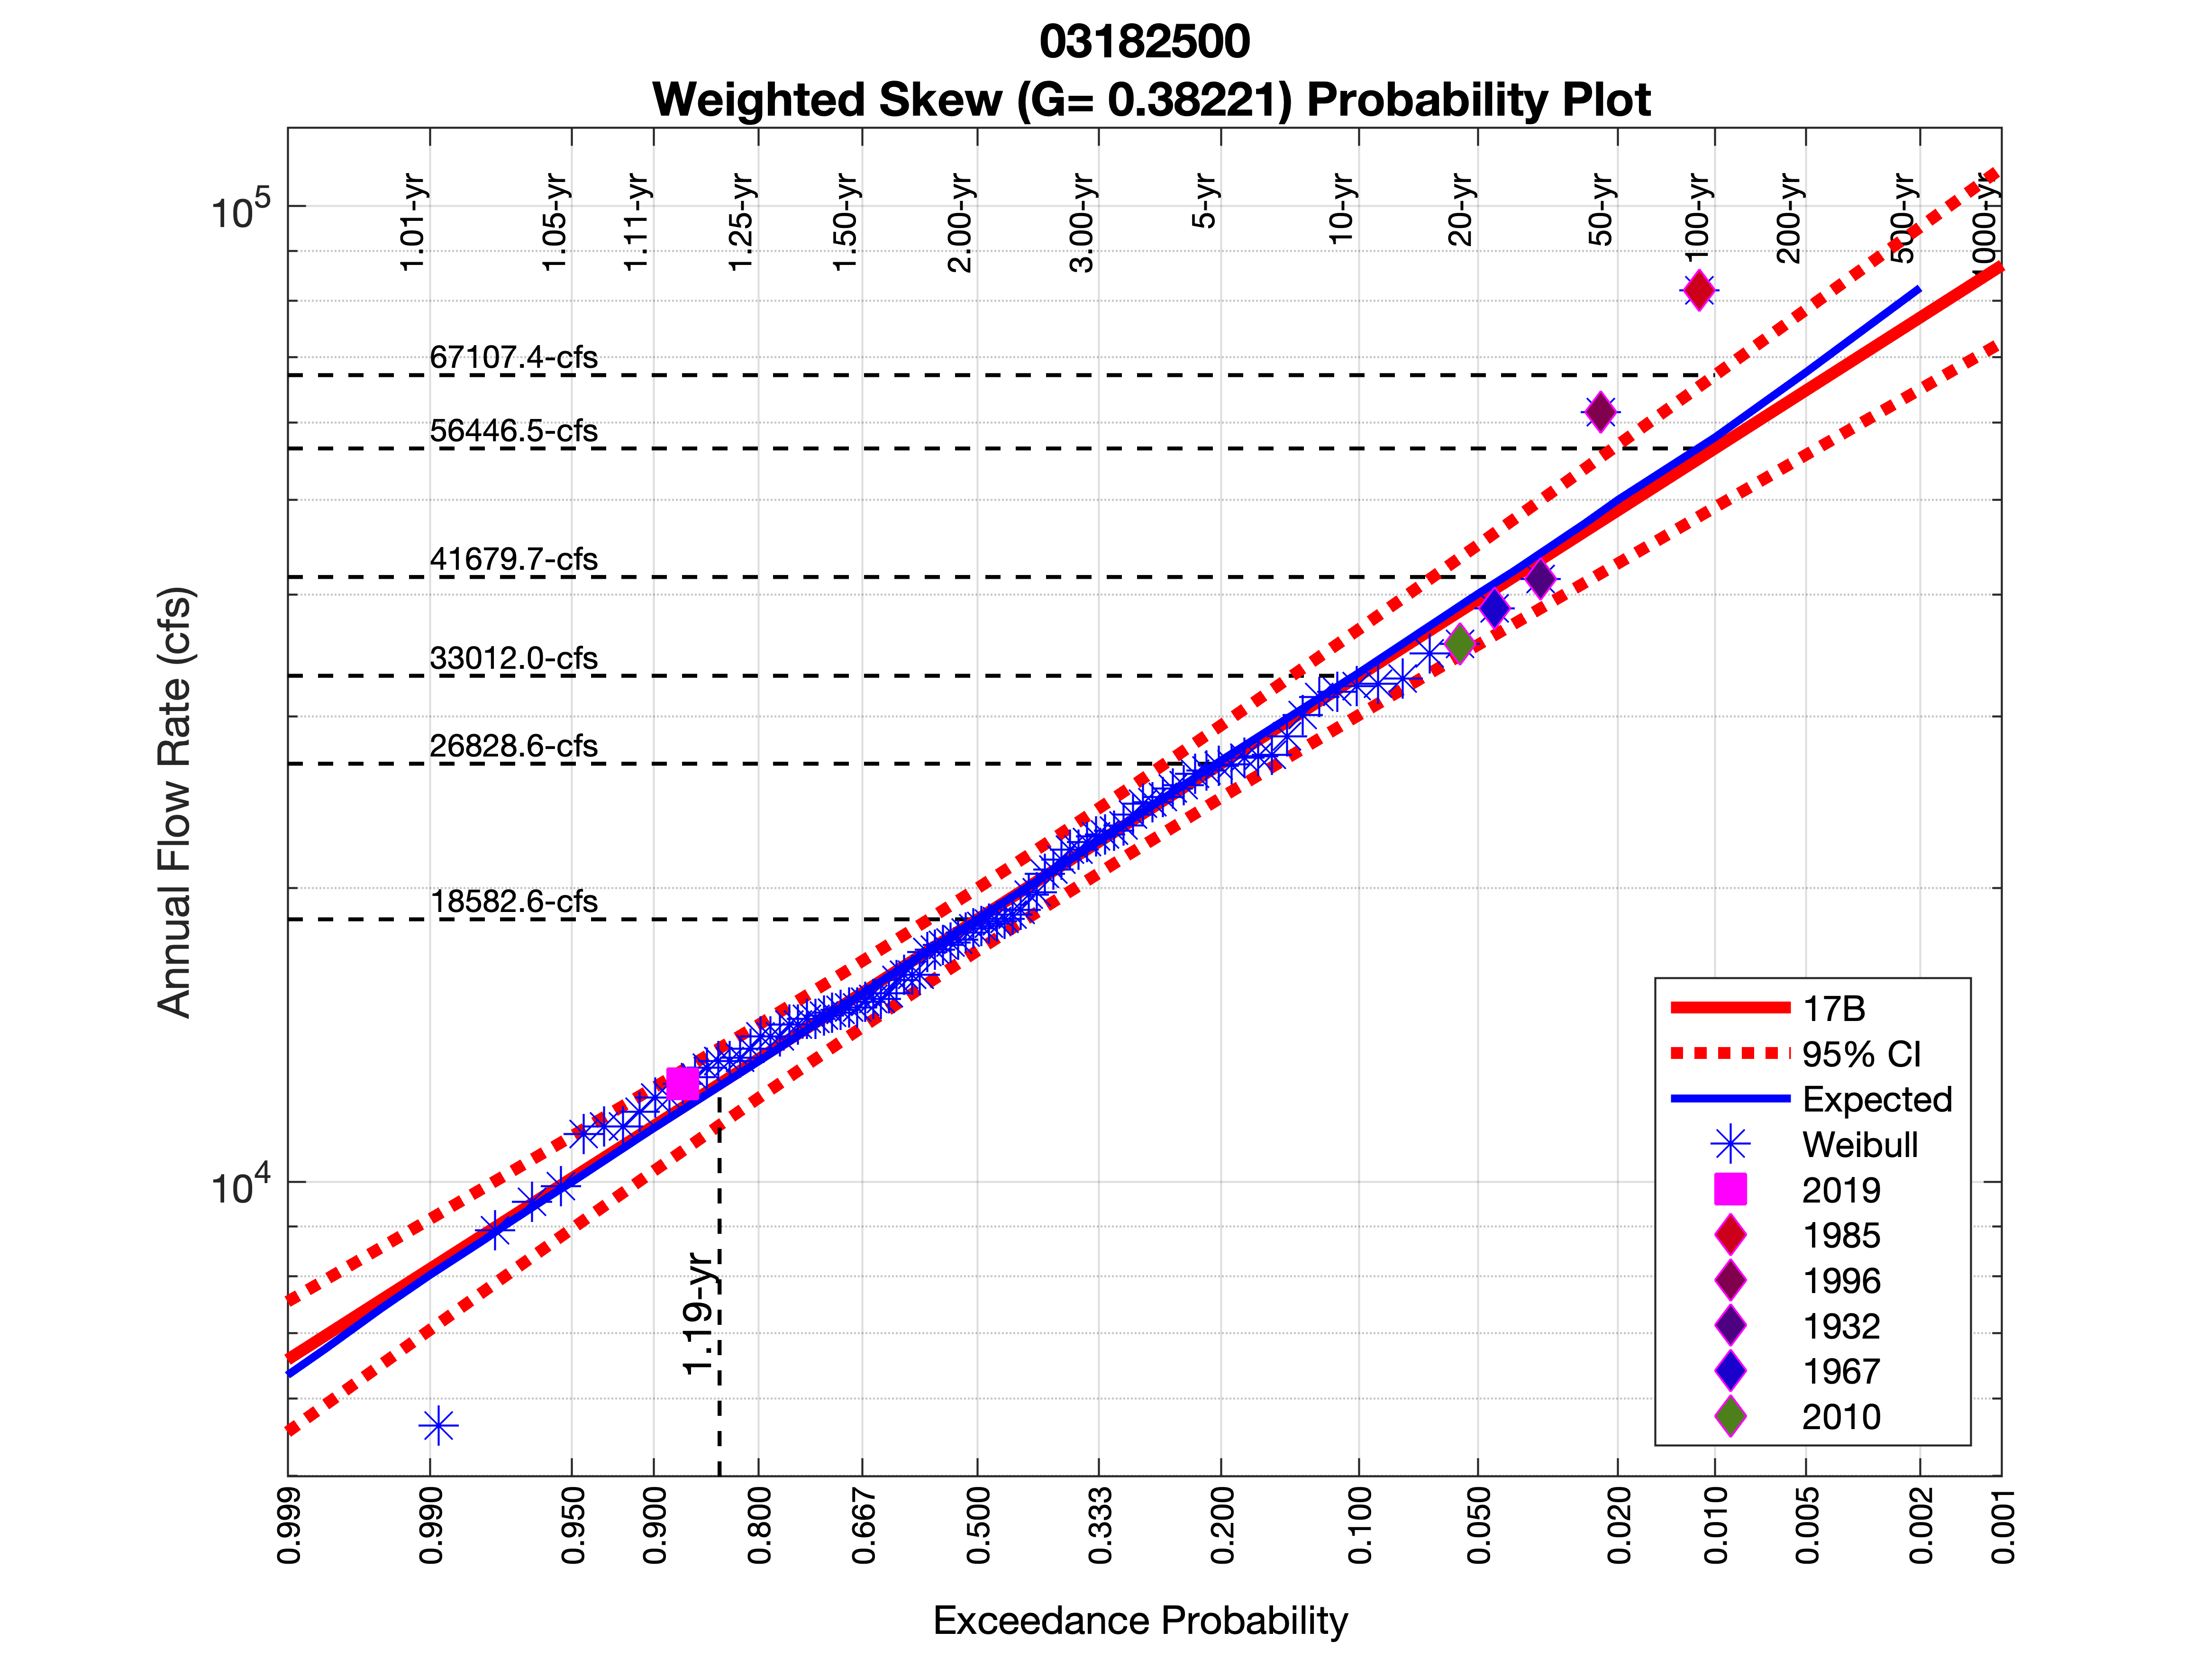 03182500
Weighted Skew (G= 0.38221) Probability Plot
1.01-yr
1.05-yr
1.11-yr
1.25-yr
1.50-yr
2.00-yr
3.00-yr
5-yr
10-yr
20-yr
50-yr
100-yr
200-yr
500-yr
1000-yr
10^5
10^4
Annual Flow Rate (cfs)
67107.4-cfs
56446.5-cfs
41679.7-cfs
33012.0-cfs
26828.6-cfs
18582.6-cfs
1.19-yr
17B
95% CI
Expected
Weibull
2019
1985
1996
1932
1967
2010
0.999
0.990
0.950
0.900
0.800
0.667
0.500
0.333
0.200
0.100
0.050
0.020
0.010
0.005
0.002
0.001
Exceedance Probability